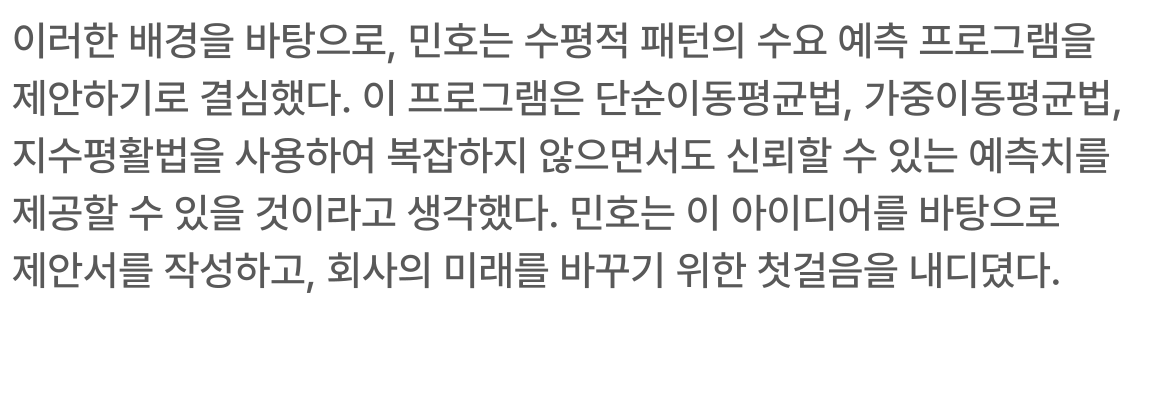 이러한 배경을 바탕으로, 민호는 수평적 패턴의 수요 예측 프로그램을
제안하기로 결심했다. 이 프로그램은 단순이동평균법, 가중이동평균법,
지수평활법을 사용하여 복잡하지 않으면서도 신뢰할 수 있는 예측치를
제공할 수 있을 것이라고 생각했다. 민호는 이 아이디어를 바탕으로
제안서를 작성하고, 회사의 미래를 바꾸기 위한 첫걸음을 내디뎠다.